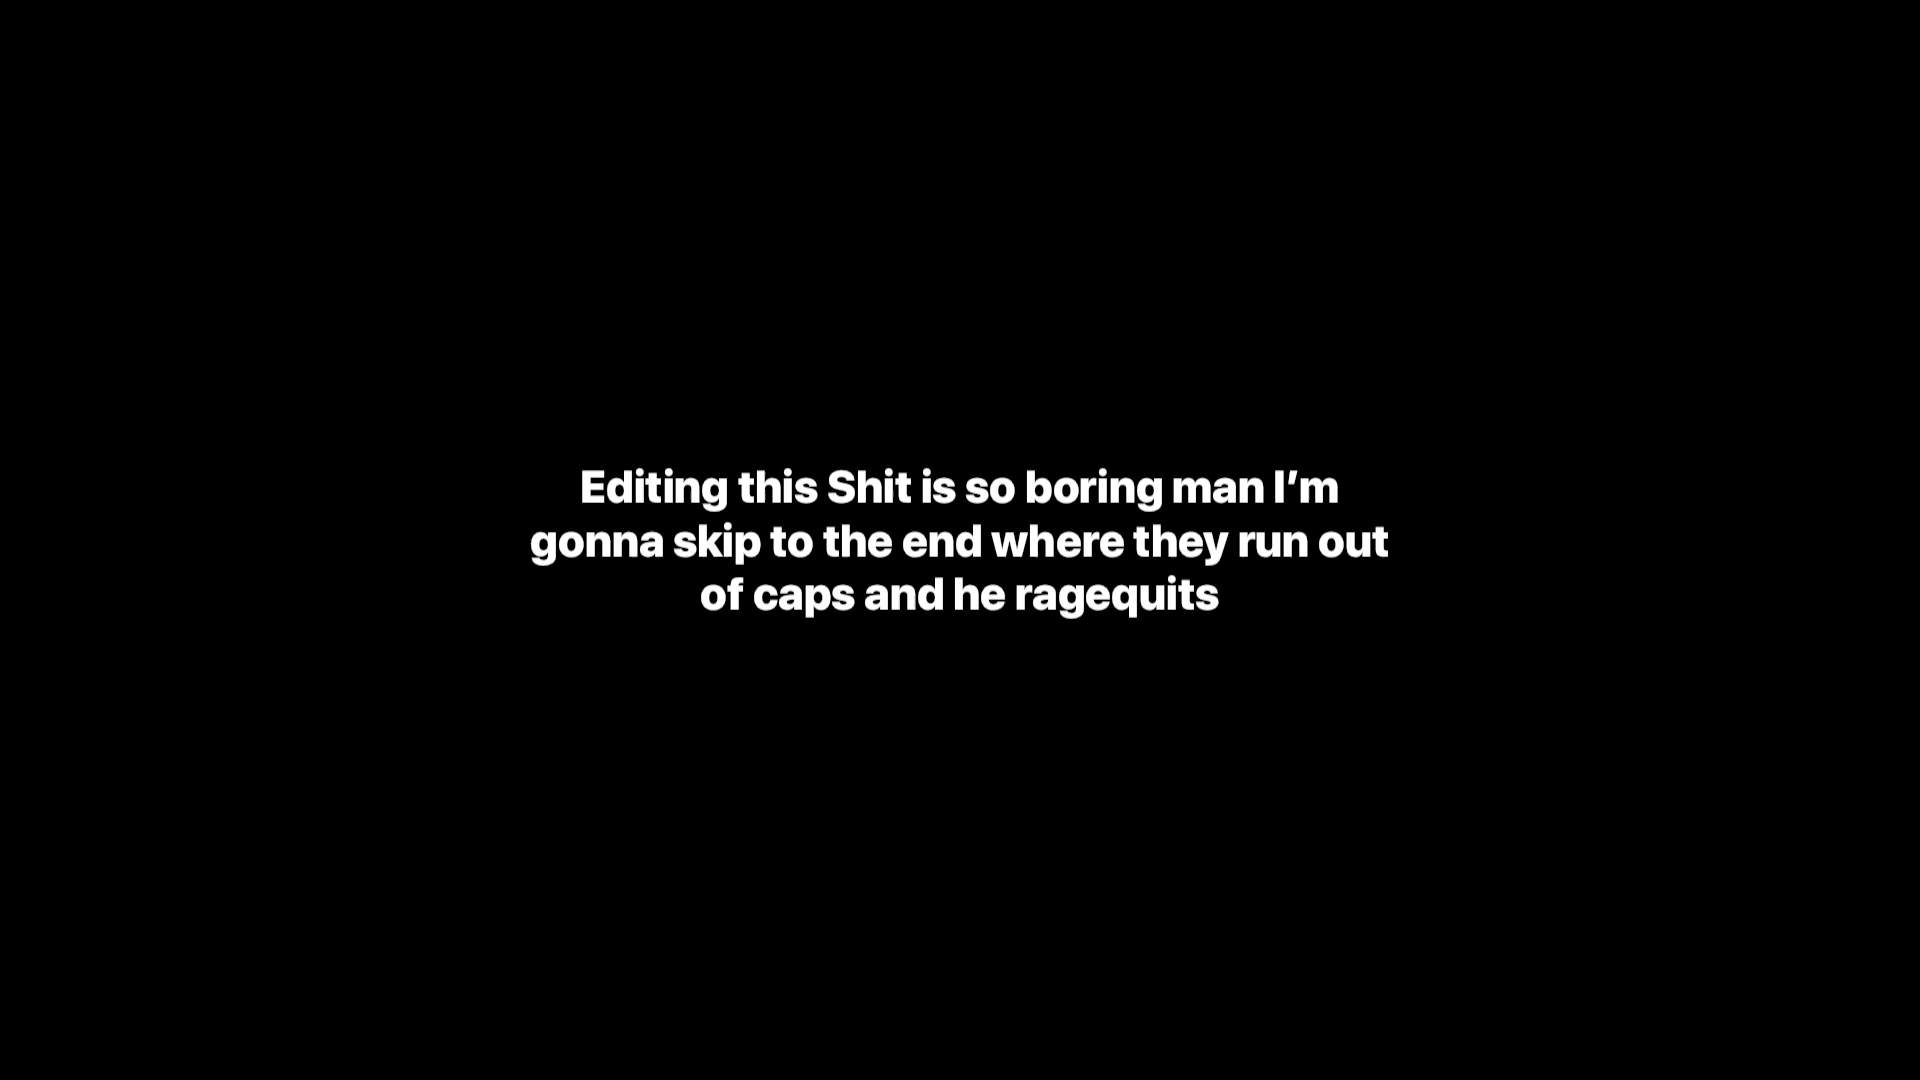 Editing this Shit is so boring man I’m
gonna skip to the end where they run out
of caps and he ragequits